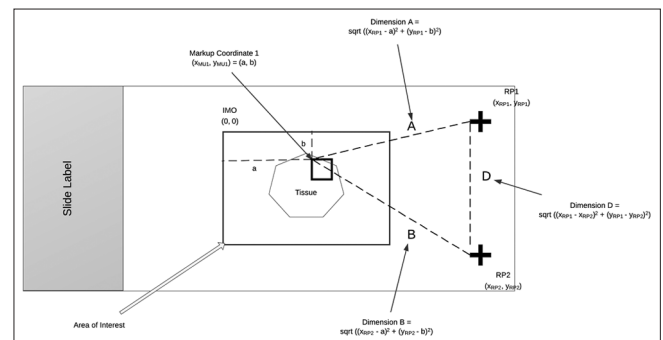 Dimension A =
sqrt ((xRP1 - a)² + (yRP1 - b)²)
Markup Coordinate 1
(xMU1, yMU1) = (a, b)
RP1
(xRP1, yRP1)
IMO
(0, 0)
A
b
a
Slide Label
Tissue
D
Dimension D =
sqrt ((xRP1 - xRP2)² + (yRP1 - yRP2)²)
B
RP2
(xRP2, yRP2)
Area of Interest
Dimension B =
sqrt ((xRP2 - a)² + (yRP2 - b)²)